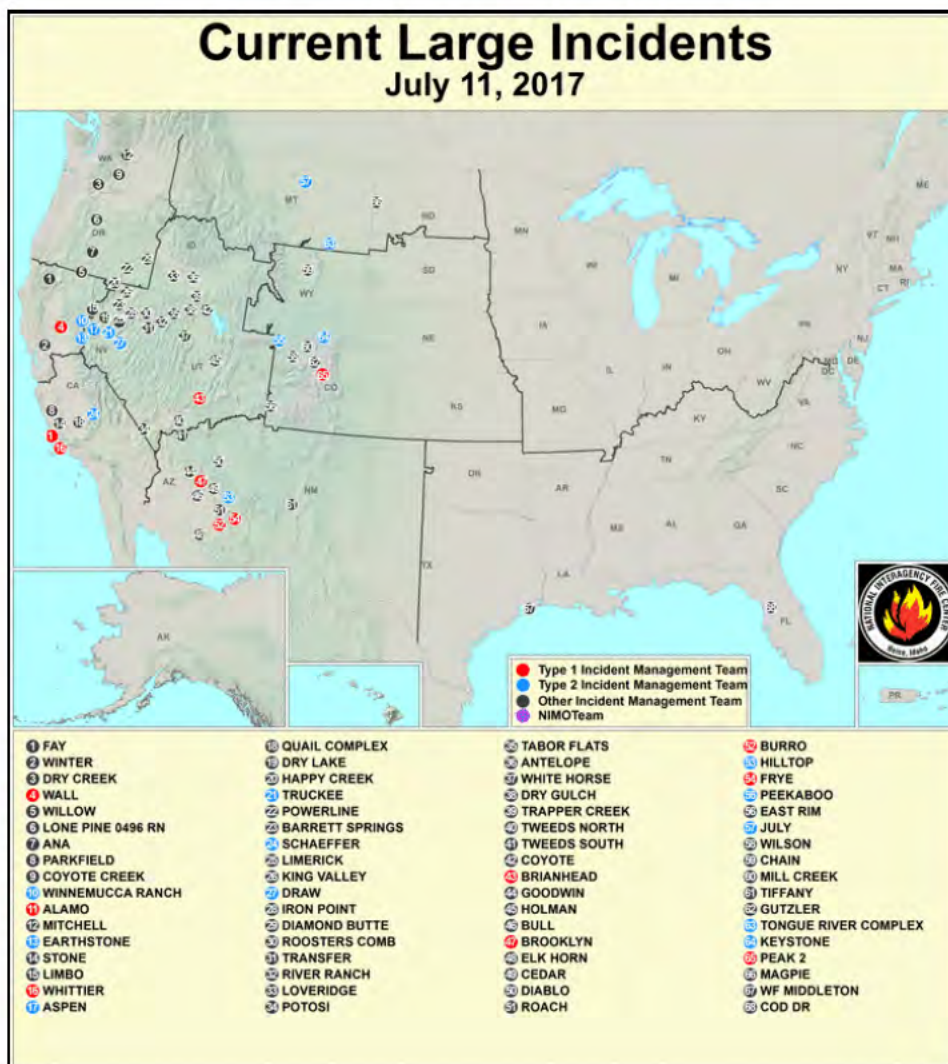 Current Large Incidents
July 11, 2017
WA
MT
ND
MN
ME
OR
ID
SD
WI
MI
VT
NH
NY
MA
CT
RI
WY
IA
PA
NJ
NV
NE
IL
IN
OH
MD
DE
DC
UT
CO
WV
VA
CA
KS
MO
KY
NC
TN
AZ
NM
OK
AR
SC
MS
AL
GA
TX
LA
FL
NATIONAL INTERAGENCY FIRE CENTER
Boise, Idaho
AK
PR
Type 1 Incident Management Team
Type 2 Incident Management Team
Other Incident Management Team
NIMOTeam
1 FAY
2 WINTER
3 DRY CREEK
4 WALL
5 WILLOW
6 LONE PINE 0496 RN
7 ANA
8 PARKFIELD
9 COYOTE CREEK
10 WINNEMUCCA RANCH
11 ALAMO
12 MITCHELL
13 EARTHSTONE
14 STONE
15 LIMBO
16 WHITTIER
17 ASPEN
18 QUAIL COMPLEX
19 DRY LAKE
20 HAPPY CREEK
21 TRUCKEE
22 POWERLINE
23 BARRETT SPRINGS
24 SCHAEFFER
25 LIMERICK
26 KING VALLEY
27 DRAW
28 IRON POINT
29 DIAMOND BUTTE
30 ROOSTERS COMB
31 TRANSFER
32 RIVER RANCH
33 LOVERIDGE
34 POTOSI
35 TABOR FLATS
36 ANTELOPE
37 WHITE HORSE
38 DRY GULCH
39 TRAPPER CREEK
40 TWEEDS NORTH
41 TWEEDS SOUTH
42 COYOTE
43 BRIANHEAD
44 GOODWIN
45 HOLMAN
46 BULL
47 BROOKLYN
48 ELK HORN
49 CEDAR
50 DIABLO
51 ROACH
52 BURRO
53 HILLTOP
54 FRYE
55 PEEKABOO
56 EAST RIM
57 JULY
58 WILSON
59 CHAIN
60 MILL CREEK
61 TIFFANY
62 GUTZLER
63 TONGUE RIVER COMPLEX
64 KEYSTONE
65 PEAK 2
66 MAGPIE
67 WF MIDDLETON
68 COD DR